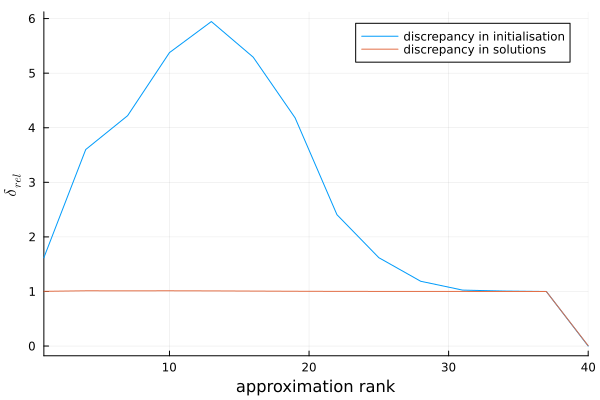 discrepancy in initialisation
discrepancy in solutions
6
5
4
3
2
1
0
δ_rel
10
20
30
40
approximation rank